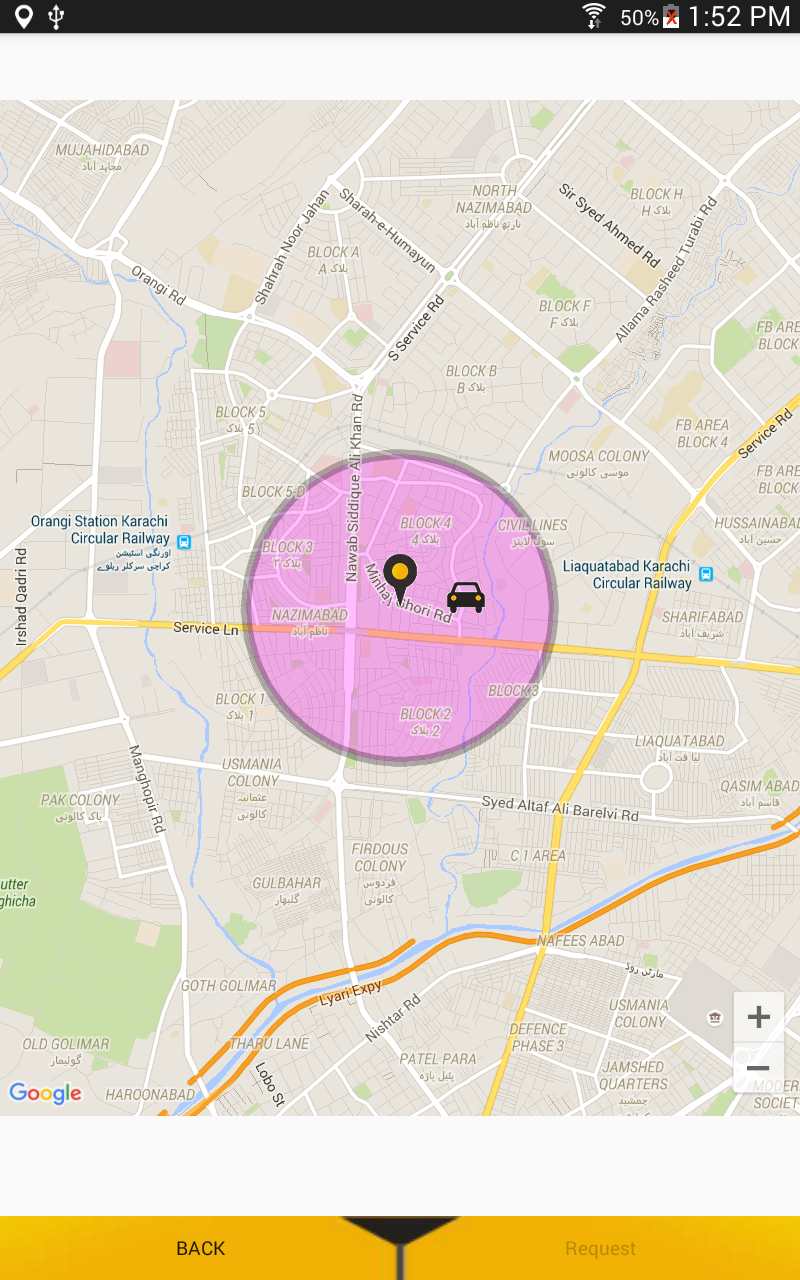 50% 1:52 PM
MUJAHIDABAD
مجاہد آباد
Orangi Rd
Shahrah Noor Jahan
Sharah-e-Humayun
NORTH
NAZIMABAD
نارتھ ناظم آباد
Sir Syed Ahmed Rd
BLOCK H
بلاک H
Allama Rasheed Turabi Rd
BLOCK A
بلاک A
S Service Rd
BLOCK F
بلاک F
FB AREA
BLOCK
BLOCK B
بلاک B
BLOCK 5
بلاک 5
Nawab Siddique Ali Khan Rd
FB AREA
BLOCK 4
Service Rd
MOOSA COLONY
موسی کالونی
FB ARE
BLOCK
BLOCK 5-D
Orangi Station Karachi
Circular Railway
اورنگی اسٹیشن
کراچی سرکلر ریلوے
BLOCK 4
بلاک 4
CIVIL LINES
سول لاینز
HUSSAINABAD
حسین آباد
BLOCK 3
بلاک ۳
Irshad Qadri Rd
Liaquatabad Karachi
Circular Railway
Minhaj Ghori Rd
NAZIMABAD
ناظم آباد
Service Ln
SHARIFABAD
شریف آباد
BLOCK 1
بلاک 1
BLOCK 3
BLOCK 2
بلاک 2
LIAQUATABAD
لیاقت آباد
USMANIA
COLONY
عثمانیہ
کالونی
Manghopir Rd
PAK COLONY
پاک کالونی
QASIM ABAD
قاسم آباد
Syed Altaf Ali Barelvi Rd
FIRDOUS
COLONY
فردوس
کالونی
C 1 AREA
GULBAHAR
گلبهار
utter
ghicha
NAFEES ABAD
مارٹن روڈ
GOTH GOLIMAR
Lyari Expy
Nishtar Rd
USMANIA
COLONY
DEFENCE
PHASE 3
OLD GOLIMAR
گولیمار
THARU LANE
PATEL PARA
پٹیل پاڑہ
JAMSHED
QUARTERS
جمشید
Lobo St
HAROONABAD
MODER
SOCIET
+
−
Google
BACK Request